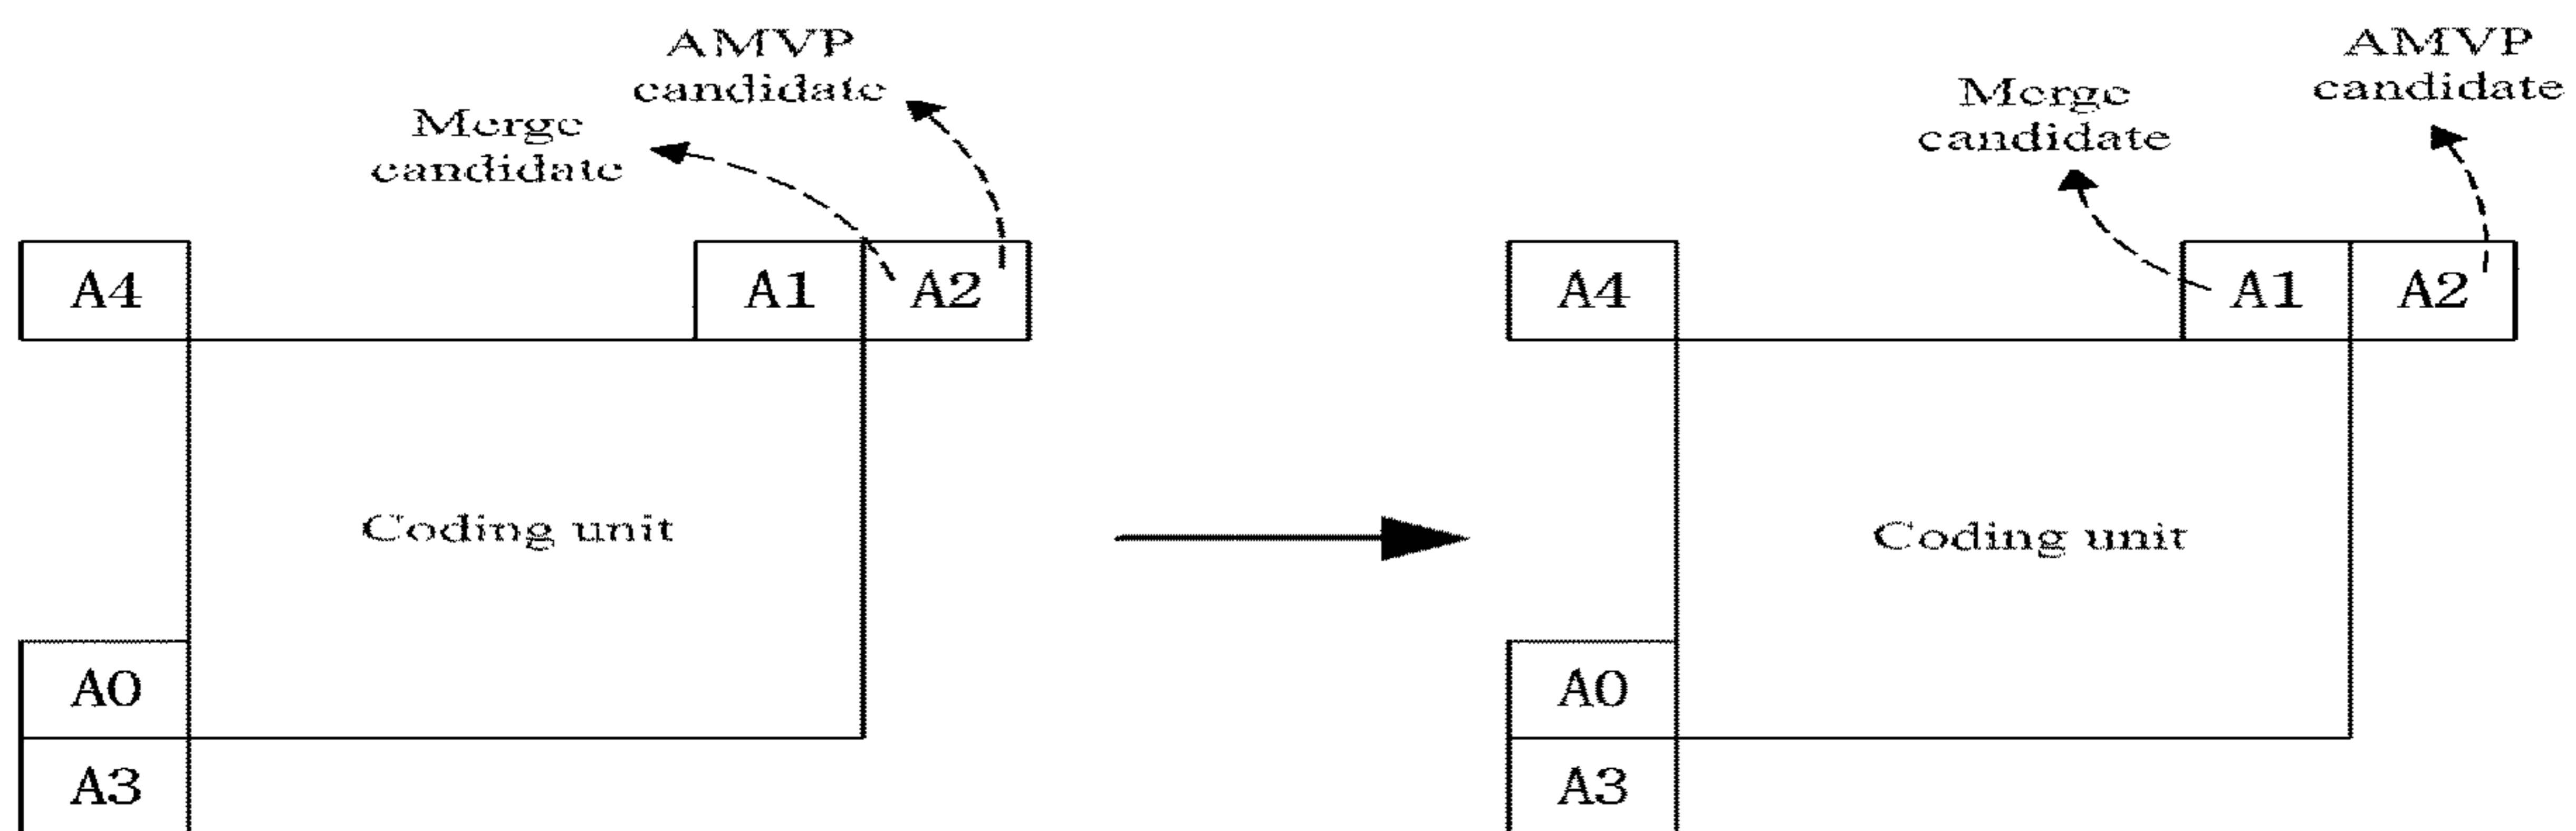 AMVP
candidate
Merge
candidate
A4
A1
A2
Coding unit
A0
A3
AMVP
candidate
Merge
candidate
A4
A1
A2
Coding unit
A0
A3